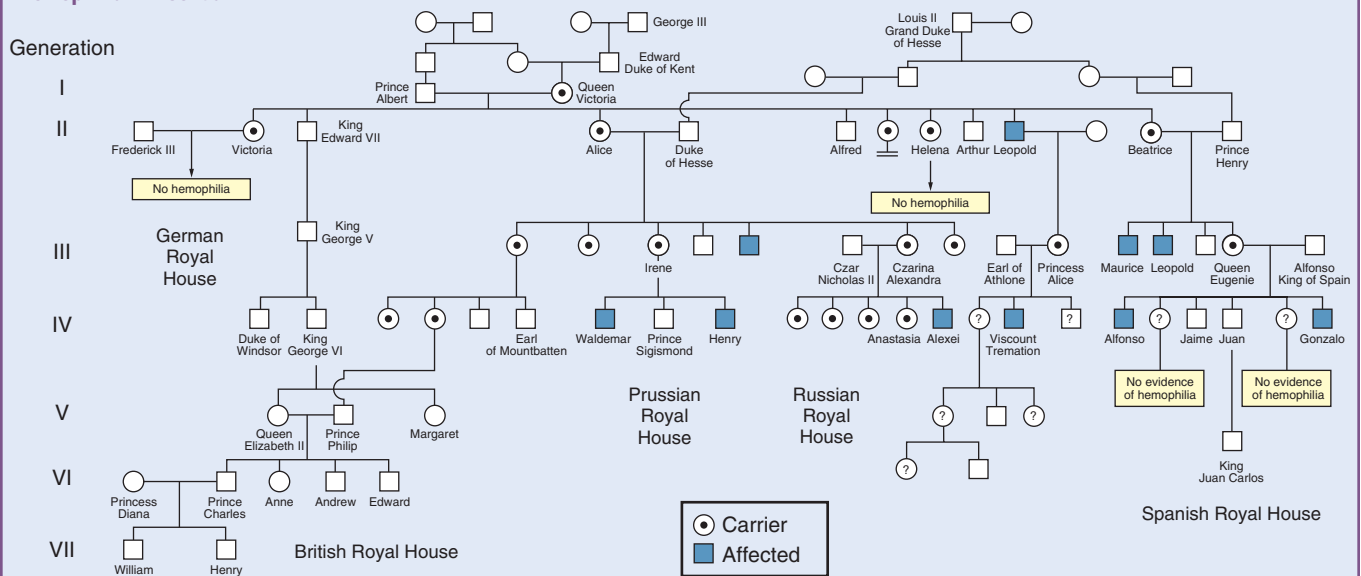 Generation
George III
Louis II
Grand Duke
of Hesse
Edward
Duke of Kent
I
Prince
Albert
Queen
Victoria
II
Frederick III
Victoria
King
Edward VII
Alice
Duke
of Hesse
Alfred
Helena
Arthur
Leopold
Beatrice
Prince
Henry
No hemophilia
No hemophilia
III
German
Royal
House
King
George V
Irene
Czar
Nicholas II
Czarina
Alexandra
Earl of
Athlone
Princess
Alice
Maurice
Leopold
Queen
Eugenie
Alfonso
King of Spain
IV
?
?
?
?
Duke of
Windsor
King
George VI
Earl
of Mountbatten
Waldemar
Prince
Sigismond
Henry
Anastasia
Alexei
Viscount
Tremation
Alfonso
Jaime
Juan
Gonzalo
No evidence
of hemophilia
No evidence
of hemophilia
V
Queen
Elizabeth II
Prince
Philip
Margaret
Prussian
Royal
House
Russian
Royal
House
?
?
King
Juan Carlos
VI
?
Princess
Diana
Prince
Charles
Anne
Andrew
Edward
Spanish Royal House
Carrier
Affected
VII
William
Henry
British Royal House